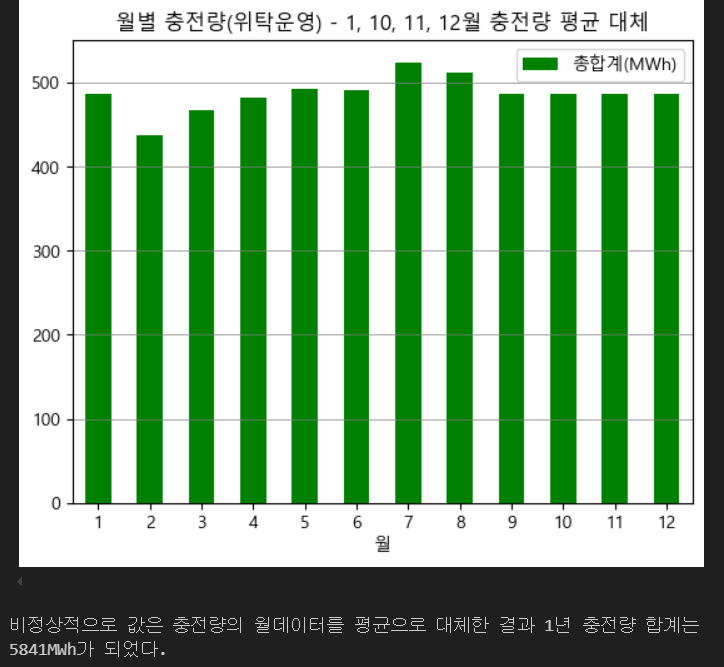 월별 충전량(위탁운영) - 1, 10, 11, 12월 충전량 평균 대체
총합계(MWh)
500
400
300
200
100
0
1 2 3 4 5 6 7 8 9 10 11 12
월
비정상적으로 값은 충전량의 월데이터를 평균으로 대체한 결과 1년 충전량 합계는
5841MWh가 되었다.